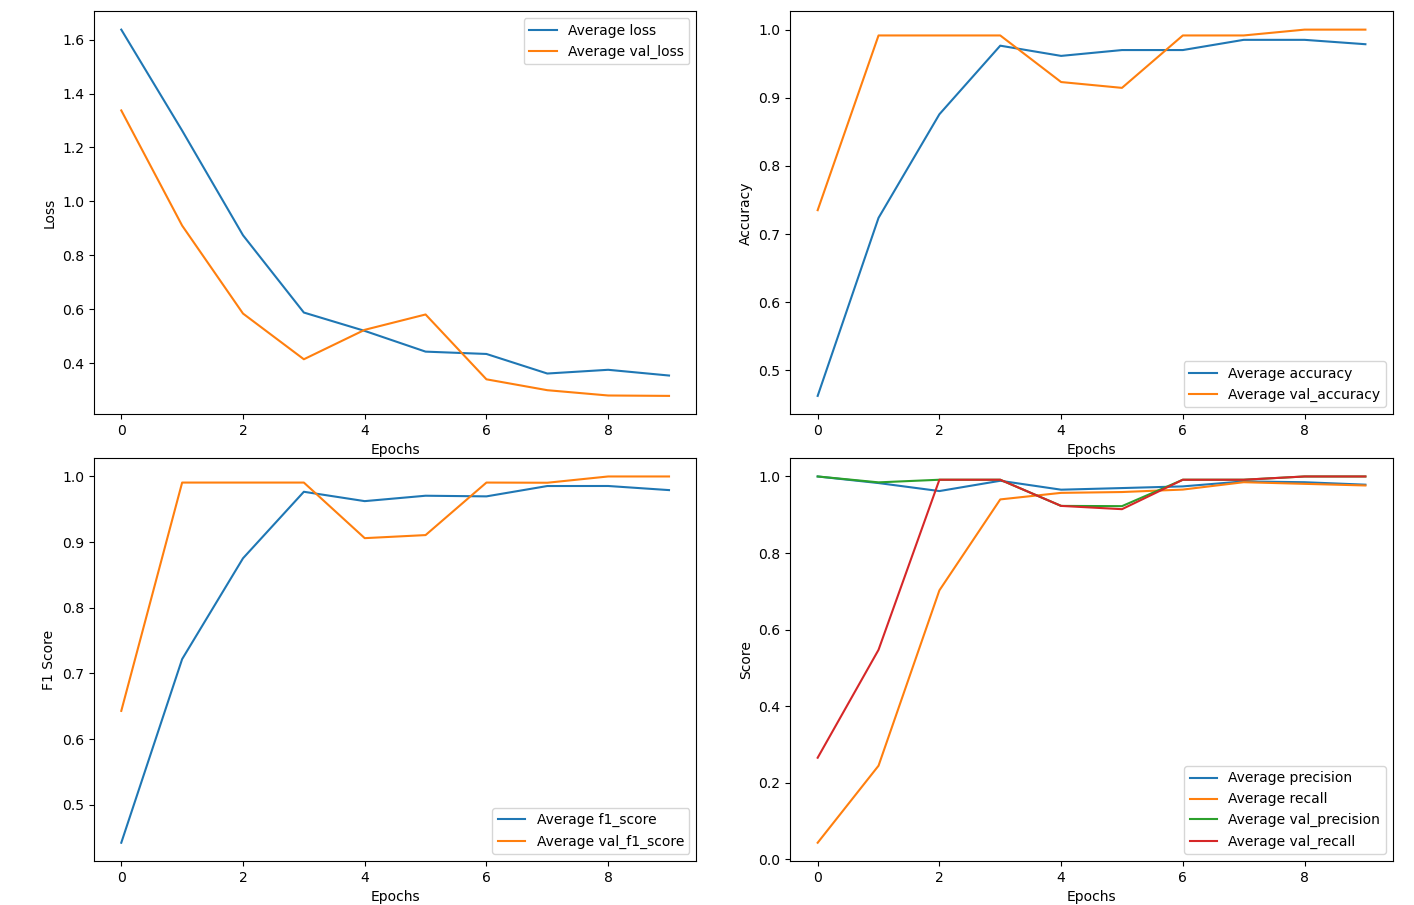 1.6
1.4
1.2
1.0
0.8
0.6
0.4
Loss
0 2 4 6 8
Epochs
Average loss
Average val_loss
1.0
0.9
0.8
0.7
0.6
0.5
Accuracy
0 2 4 6 8
Epochs
Average accuracy
Average val_accuracy
1.0
0.9
0.8
0.7
0.6
0.5
F1 Score
0 2 4 6 8
Epochs
Average f1_score
Average val_f1_score
1.0
0.8
0.6
0.4
0.2
0.0
Score
0 2 4 6 8
Epochs
Average precision
Average recall
Average val_precision
Average val_recall